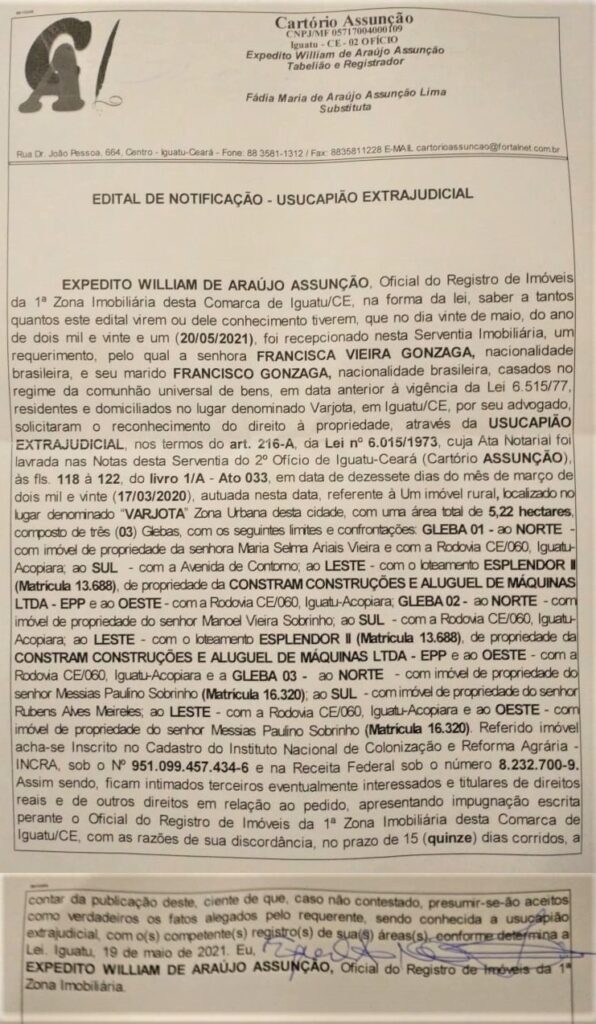 Cartório Assunção
CNPJ/MF 05717004000109
Iguatu - CE - 02 OFÍCIO
Expedito William de Araújo Assunção
Tabelião e Registrador
Fádia Maria de Araújo Assunção Lima
Substituta
Rua Dr. João Pessoa, 664, Centro - Iguatu-Ceará - Fone: 88 3581-1312 / Fax: 8835811228 E-MAIL cartorioassuncao@fortalnet.com.br
EDITAL DE NOTIFICAÇÃO - USUCAPIÃO EXTRAJUDICIAL
EXPEDITO WILLIAM DE ARAÚJO ASSUNÇÃO, Oficial do Registro de Imóveis
da 1ª Zona Imobiliária desta Comarca de Iguatu/CE, na forma da lei, saber a tantos
quantos este edital virem ou dele conhecimento tiverem, que no dia vinte de maio, do ano
de dois mil e vinte e um (20/05/2021), foi recepcionado nesta Serventia Imobiliária, um
requerimento, pelo qual a senhora FRANCISCA VIEIRA GONZAGA, nacionalidade
brasileira, e seu marido FRANCISCO GONZAGA, nacionalidade brasileira, casados no
regime da comunhão universal de bens, em data anterior à vigência da Lei 6.515/77,
residentes e domiciliados no lugar denominado Varjota, em Iguatu/CE, por seu advogado,
solicitaram o reconhecimento do direito à propriedade, através da USUCAPIÃO
EXTRAJUDICIAL, nos termos do art. 216-A, da Lei nº 6.015/1973, cuja Ata Notarial foi
lavrada nas Notas desta Serventia do 2º Ofício de Iguatu-Ceará (Cartório ASSUNÇÃO),
às fls. 118 à 122, do livro 1/A - Ato 033, em data de dezessete dias do mês de março de
dois mil e vinte (17/03/2020), autuada nesta data, referente à Um imóvel rural, localizado no
lugar denominado “VARJOTA” Zona Urbana desta cidade, com uma área total de 5,22 hectares,
composto de três (03) Glebas, com os seguintes limites e confrontações: GLEBA 01 - ao NORTE -
com imóvel de propriedade da senhora Maria Selma Ariais Vieira e com a Rodovia CE/060, Iguatu-
Acopiara; ao SUL - com a Avenida de Contorno; ao LESTE - com o loteamento ESPLENDOR II
(Matrícula 13.688), de propriedade da CONSTRAM CONSTRUÇÕES E ALUGUEL DE MÁQUINAS
LTDA - EPP e ao OESTE - com a Rodovia CE/060, Iguatu-Acopiara; GLEBA 02 - ao NORTE - com
imóvel de propriedade do senhor Manoel Vieira Sobrinho; ao SUL - com a Rodovia CE/060, Iguatu-
Acopiara; ao LESTE - com o loteamento ESPLENDOR II (Matrícula 13.688), de propriedade da
CONSTRAM CONSTRUÇÕES E ALUGUEL DE MÁQUINAS LTDA - EPP e ao OESTE - com a
Rodovia CE/060, Iguatu-Acopiara e a GLEBA 03 - ao NORTE - com imóvel de propriedade do
senhor Messias Paulino Sobrinho (Matrícula 16.320); ao SUL - com imóvel de propriedade do senhor
Rubens Alves Meireles; ao LESTE - com a Rodovia CE/060, Iguatu-Acopiara e ao OESTE - com
imóvel de propriedade do senhor Messias Paulino Sobrinho (Matrícula 16.320). Referido imóvel
acha-se Inscrito no Cadastro do Instituto Nacional de Colonização e Reforma Agrária -
INCRA, sob o Nº 951.099.457.434-6 e na Receita Federal sob o número 8.232.700-9.
Assim sendo, ficam intimados terceiros eventualmente interessados e titulares de direitos
reais e de outros direitos em relação ao pedido, apresentando impugnação escrita
perante o Oficial do Registro de Imóveis da 1ª Zona Imobiliária desta Comarca de
Iguatu/CE, com as razões de sua discordância, no prazo de 15 (quinze) dias corridos, a
contar da publicação deste, ciente de que, caso não contestado, presumir-se-ão aceitos
como verdadeiros os fatos alegados pelo requerente, sendo conhecida a usucapião
extrajudicial, com o(s) competente(s) registro(s) de sua(s) áreas(s), conforme determina a
Lei. Iguatu, 19 de maio de 2021. Eu,
EXPEDITO WILLIAM DE ARAÚJO ASSUNÇÃO, Oficial do Registro de Imóveis da 1ª
Zona Imobiliária.